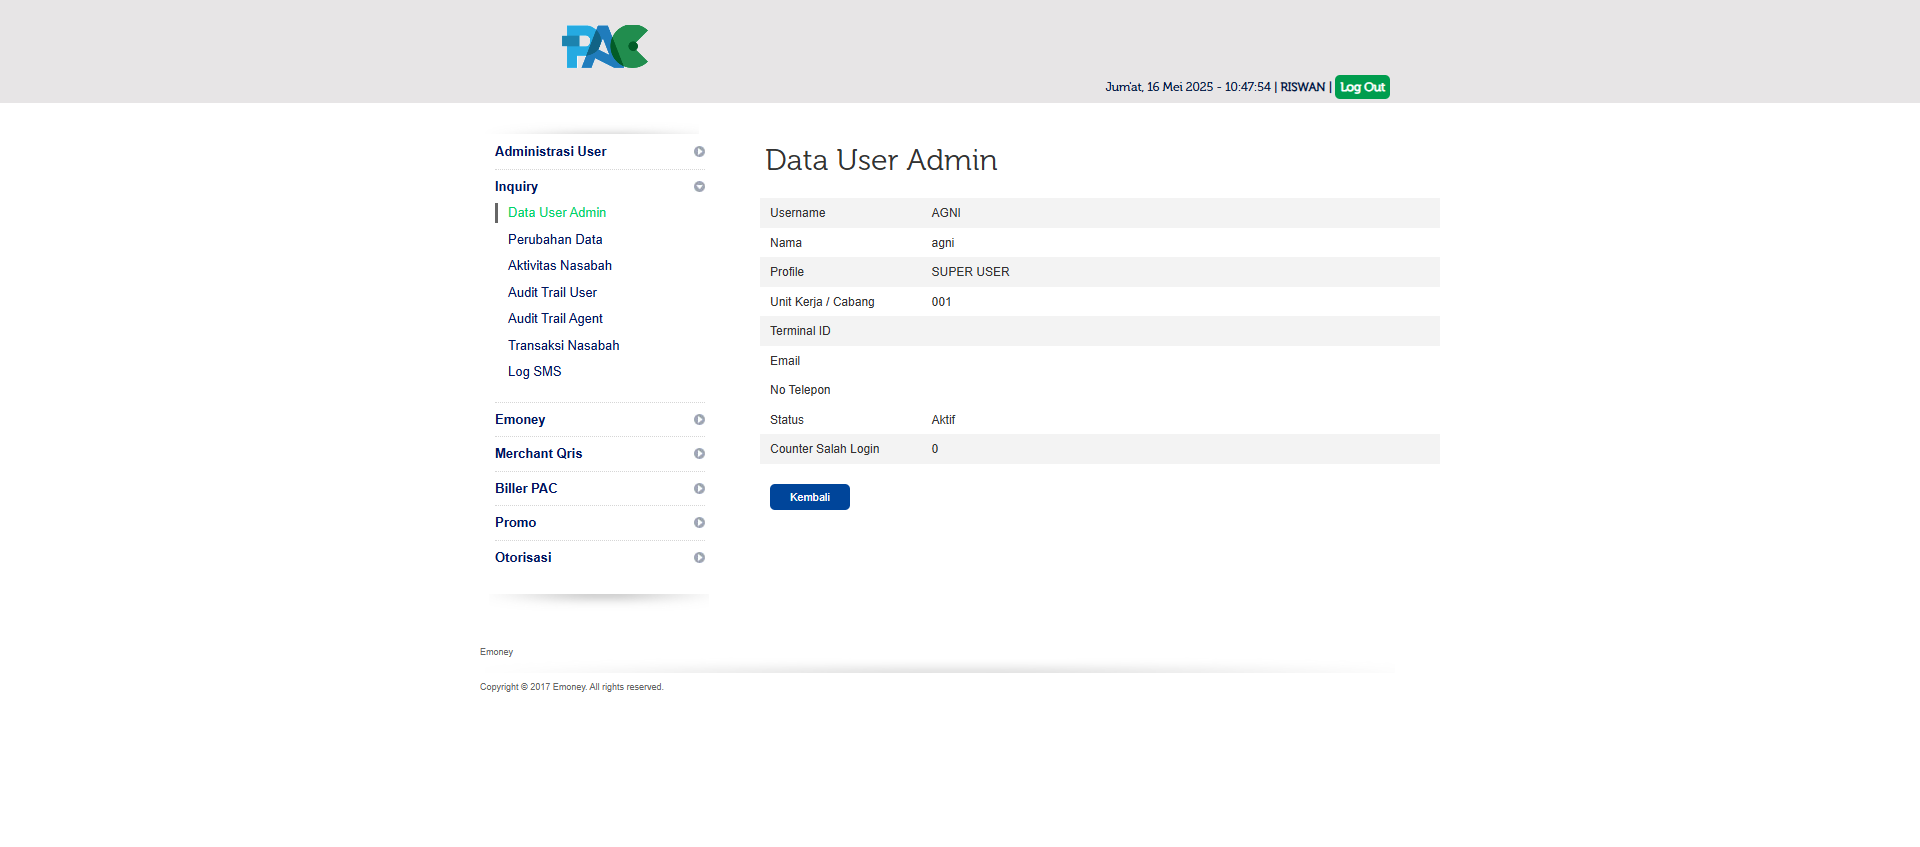 PAC
Jum'at, 16 Mei 2025 - 10:47:54 | RISWAN | Log Out
Administrasi User
Inquiry
Data User Admin
Perubahan Data
Aktivitas Nasabah
Audit Trail User
Audit Trail Agent
Transaksi Nasabah
Log SMS
Emoney
Merchant Qris
Biller PAC
Promo
Otorisasi
Data User Admin
Username AGNI
Nama agni
Profile SUPER USER
Unit Kerja / Cabang 001
Terminal ID
Email
No Telepon
Status Aktif
Counter Salah Login 0
Kembali
Emoney
Copyright © 2017 Emoney. All rights reserved.